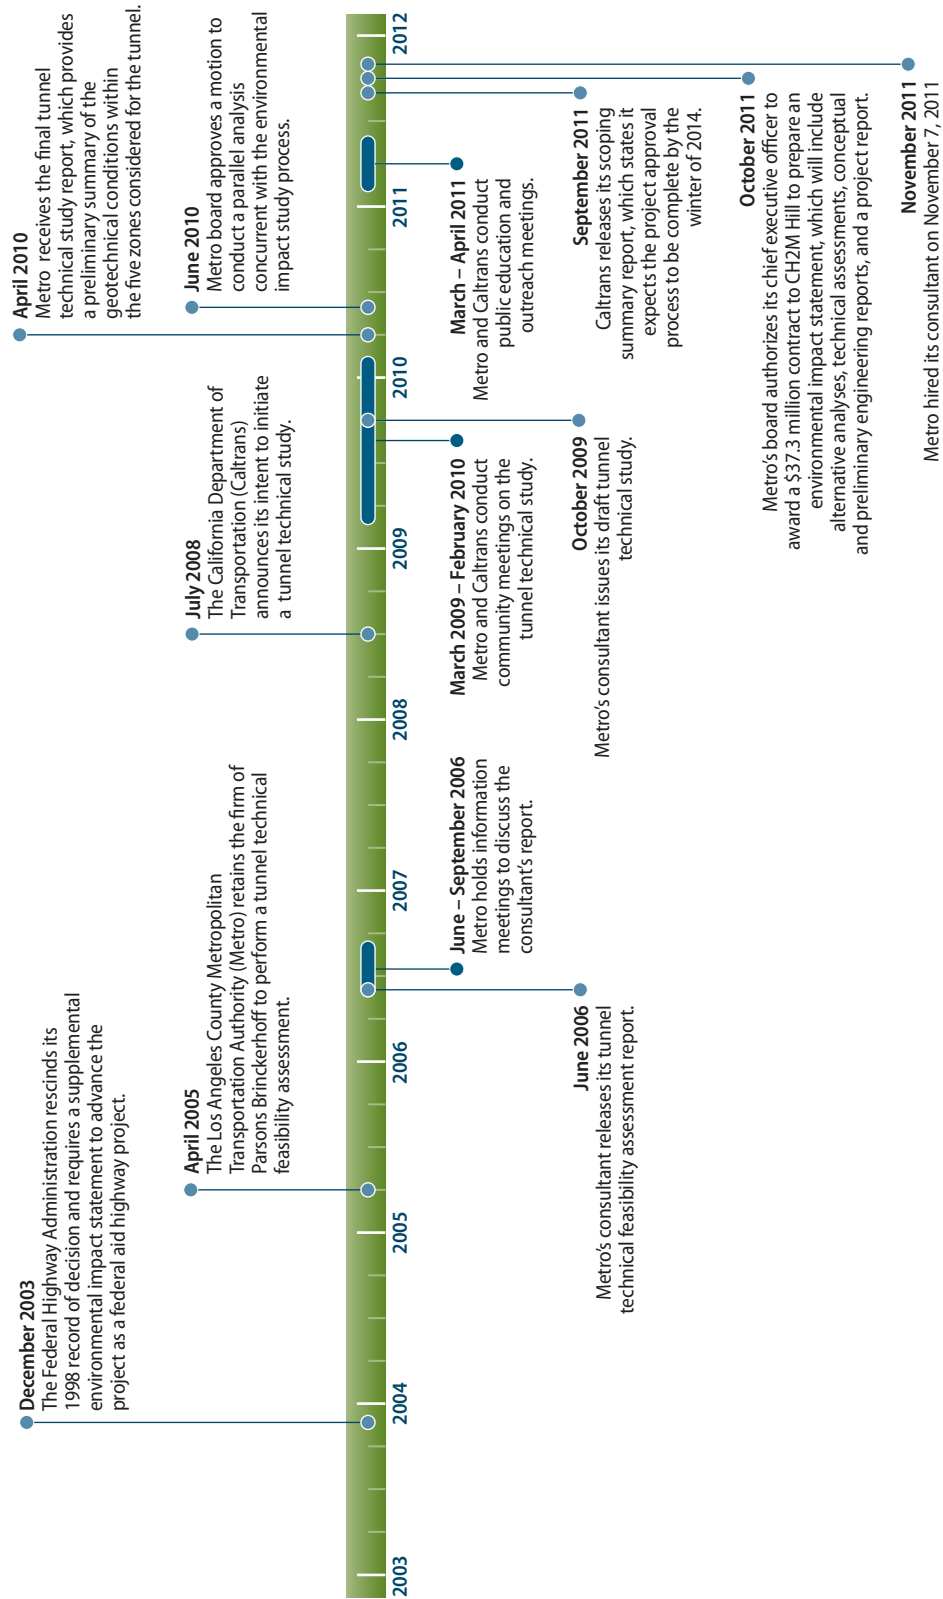 December 2003
The Federal Highway Administration rescinds its
1998 record of decision and requires a supplemental
environmental impact statement to advance the
project as a federal aid highway project.
April 2005
The Los Angeles County Metropolitan
Transportation Authority (Metro) retains the firm of
Parsons Brinckerhoff to perform a tunnel technical
feasibility assessment.
July 2008
The California Department of
Transportation (Caltrans)
announces its intent to initiate
a tunnel technical study.
April 2010
Metro receives the final tunnel
technical study report, which provides
a preliminary summary of the
geotechnical conditions within
the five zones considered for the tunnel.
June 2010
Metro board approves a motion to
conduct a parallel analysis
concurrent with the environmental
impact study process.
2003
2004
2005
2006
2007
2008
2009
2010
2011
2012
June – September 2006
Metro holds information
meetings to discuss the
consultant's report.
June 2006
Metro's consultant releases its tunnel
technical feasibility assessment report.
March 2009 – February 2010
Metro and Caltrans conduct
community meetings on the
tunnel technical study.
October 2009
Metro's consultant issues its draft tunnel
technical study.
March – April 2011
Metro and Caltrans conduct
public education and
outreach meetings.
September 2011
Caltrans releases its scoping
summary report, which states it
expects the project approval
process to be complete by the
winter of 2014.
October 2011
Metro's board authorizes its chief executive officer to
award a $37.3 million contract to CH2M Hill to prepare an
environmental impact statement, which will include
alternative analyses, technical assessments, conceptual
and preliminary engineering reports, and a project report.
November 2011
Metro hired its consultant on November 7, 2011